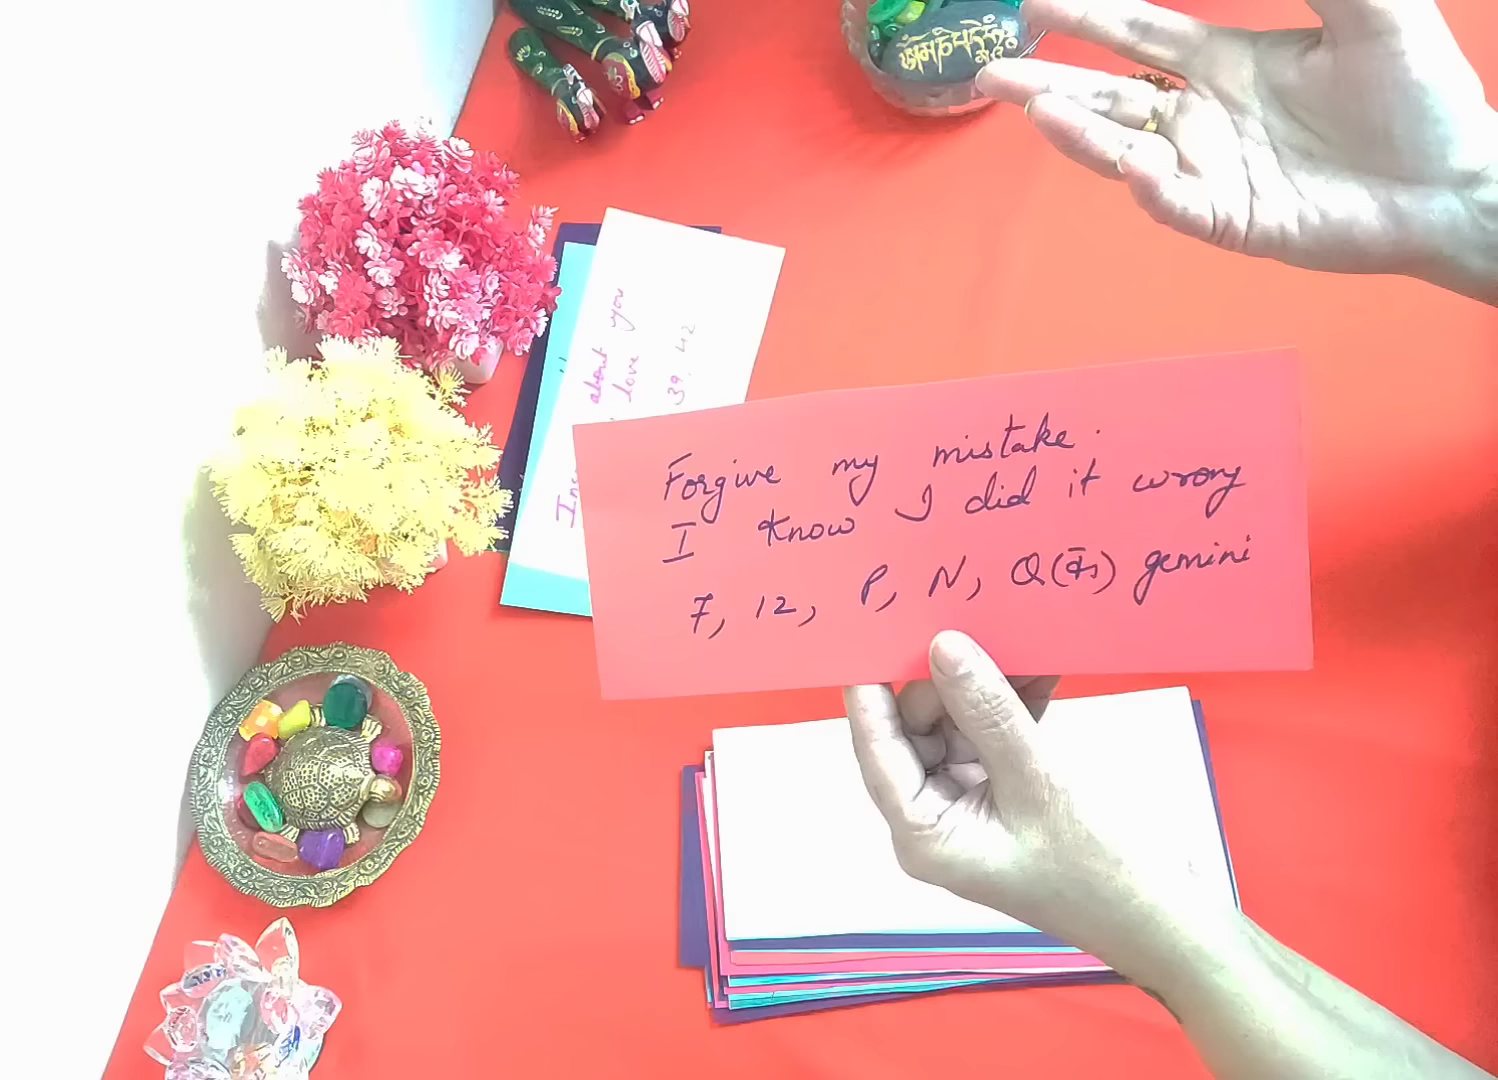 Forgive my mistake.
I know I did it wrong
7, 12, P, N, Q(क) gemini
about you
love
39, 42